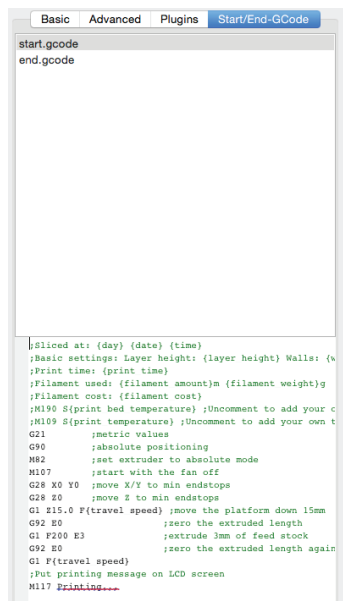 Basic Advanced Plugins Start/End-GCode
start.gcode
end.gcode
;Sliced at: {day} {date} {time}
;Basic settings: Layer height: {layer height} Walls: {w
;Print time: {print time}
;Filament used: {filament amount}m {filament weight}g
;Filament cost: {filament cost}
;M190 S{print bed temperature} ;Uncomment to add your o
;M109 S{print temperature} ;Uncomment to add your own t
G21 ;metric values
G90 ;absolute positioning
M82 ;set extruder to absolute mode
M107 ;start with the fan off
G28 X0 Y0 ;move X/Y to min endstops
G28 Z0 ;move Z to min endstops
G1 Z15.0 F{travel speed} ;move the platform down 15mm
G92 E0 ;zero the extruded length
G1 F200 E3 ;extrude 3mm of feed stock
G92 E0 ;zero the extruded length again
G1 F{travel speed}
;Put printing message on LCD screen
M117 Printing...